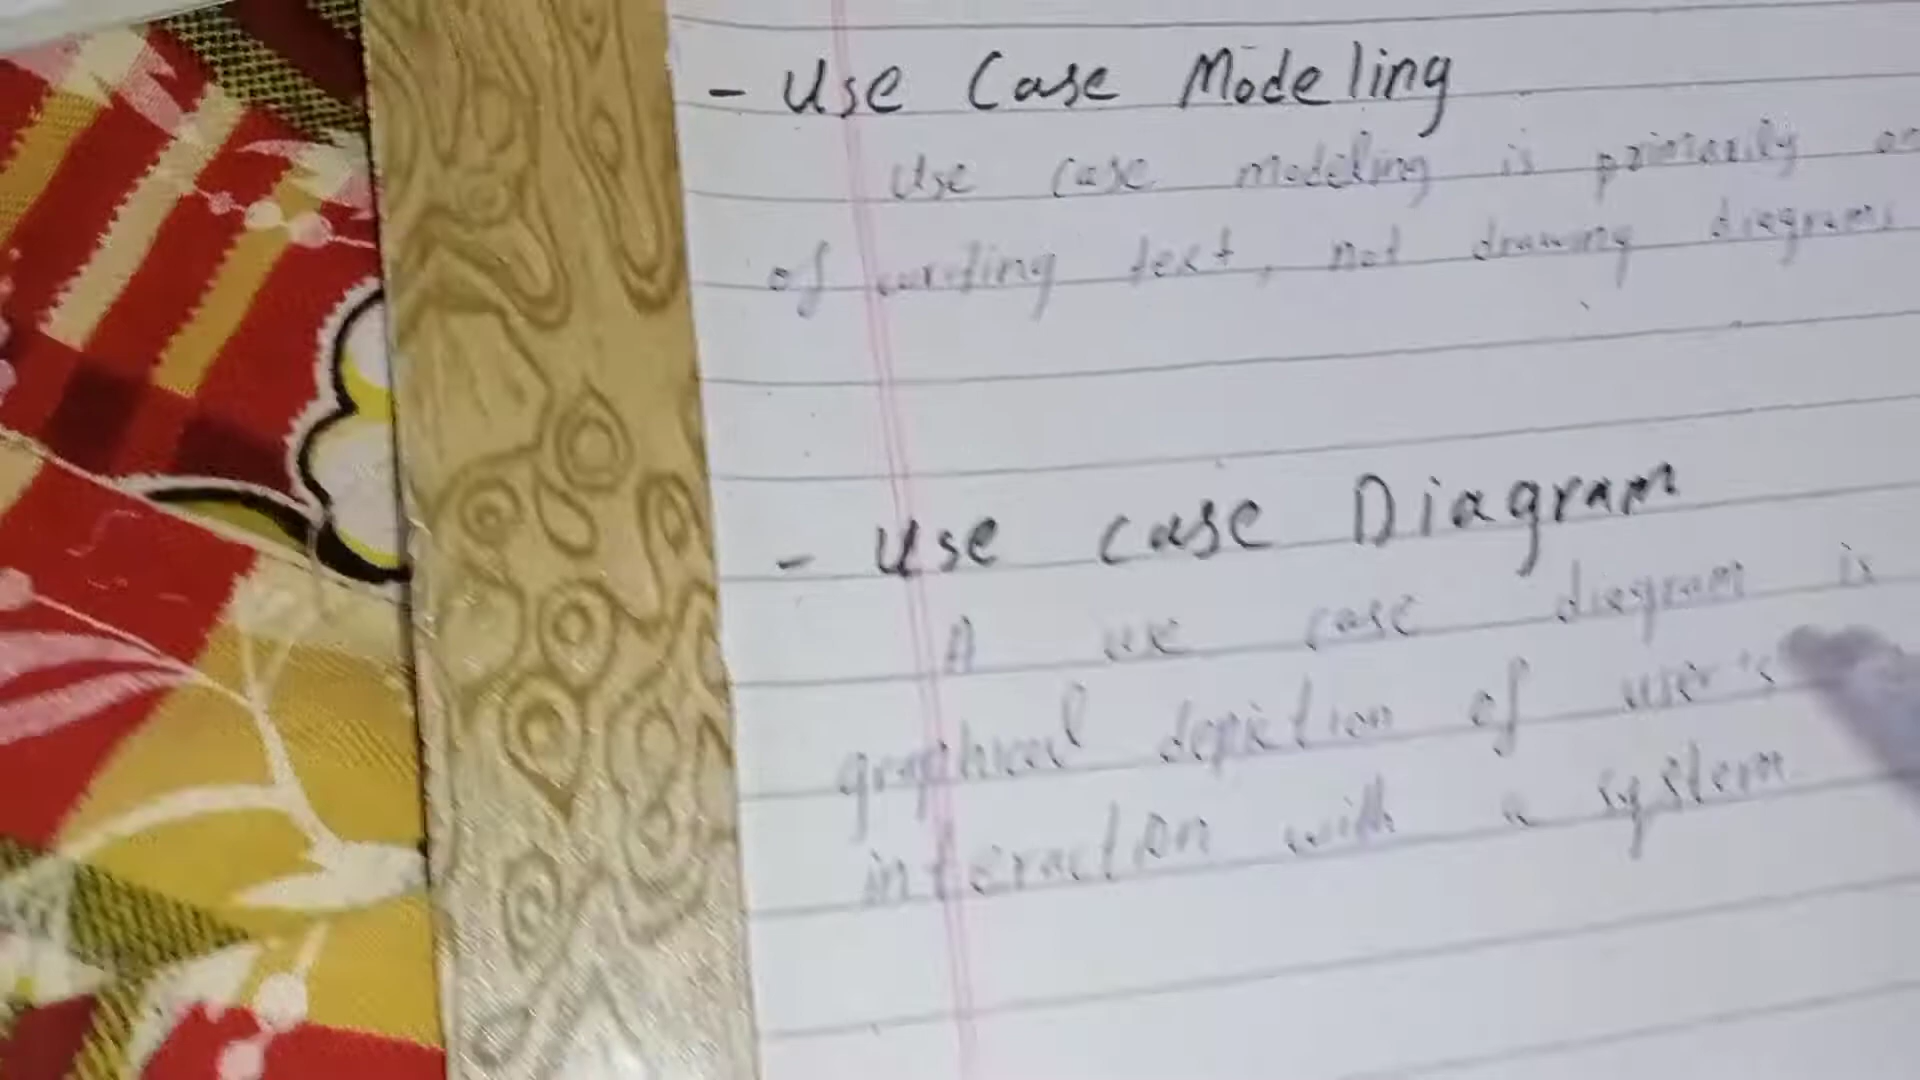 - Use Case Modeling
Use case modeling is primarily
of writing text, not drawing diagrams
- Use case Diagram
A use case diagram is
graphical depiction of user's
interaction with a system